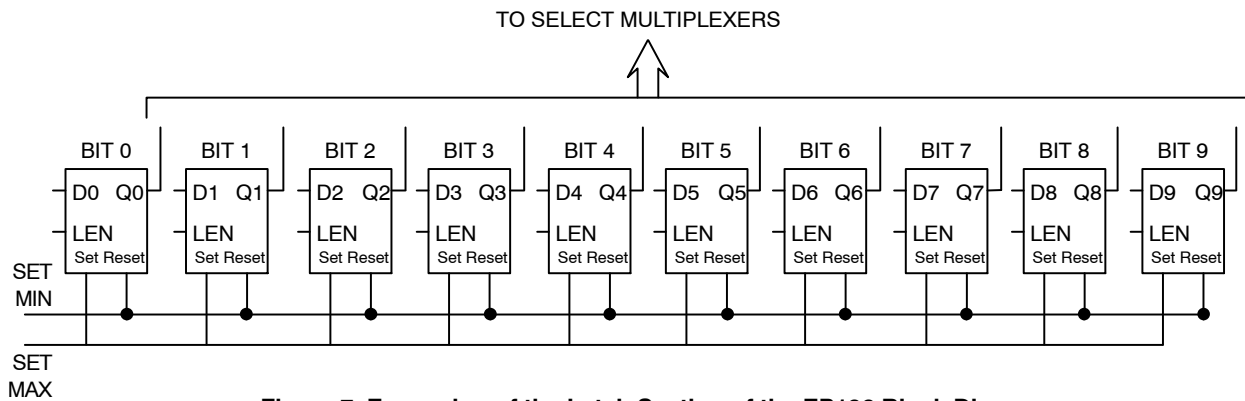 TO SELECT MULTIPLEXERS
BIT 0 BIT 1 BIT 2 BIT 3 BIT 4 BIT 5 BIT 6 BIT 7 BIT 8 BIT 9
D0 Q0 D1 Q1 D2 Q2 D3 Q3 D4 Q4 D5 Q5 D6 Q6 D7 Q7 D8 Q8 D9 Q9
LEN LEN LEN LEN LEN LEN LEN LEN LEN LEN
Set Reset Set Reset Set Reset Set Reset Set Reset Set Reset Set Reset Set Reset Set Reset Set Reset
SET
MIN
SET
MAX